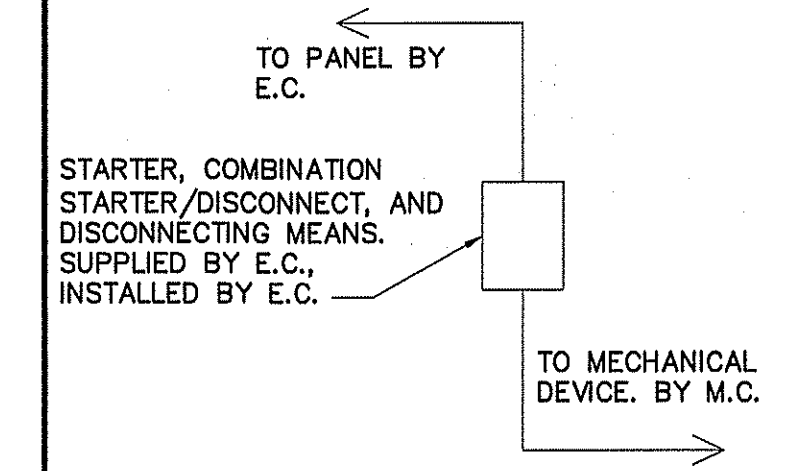 TO PANEL BY
E.C.
STARTER, COMBINATION
STARTER/DISCONNECT, AND
DISCONNECTING MEANS.
SUPPLIED BY E.C.,
INSTALLED BY E.C.
TO MECHANICAL
DEVICE. BY M.C.